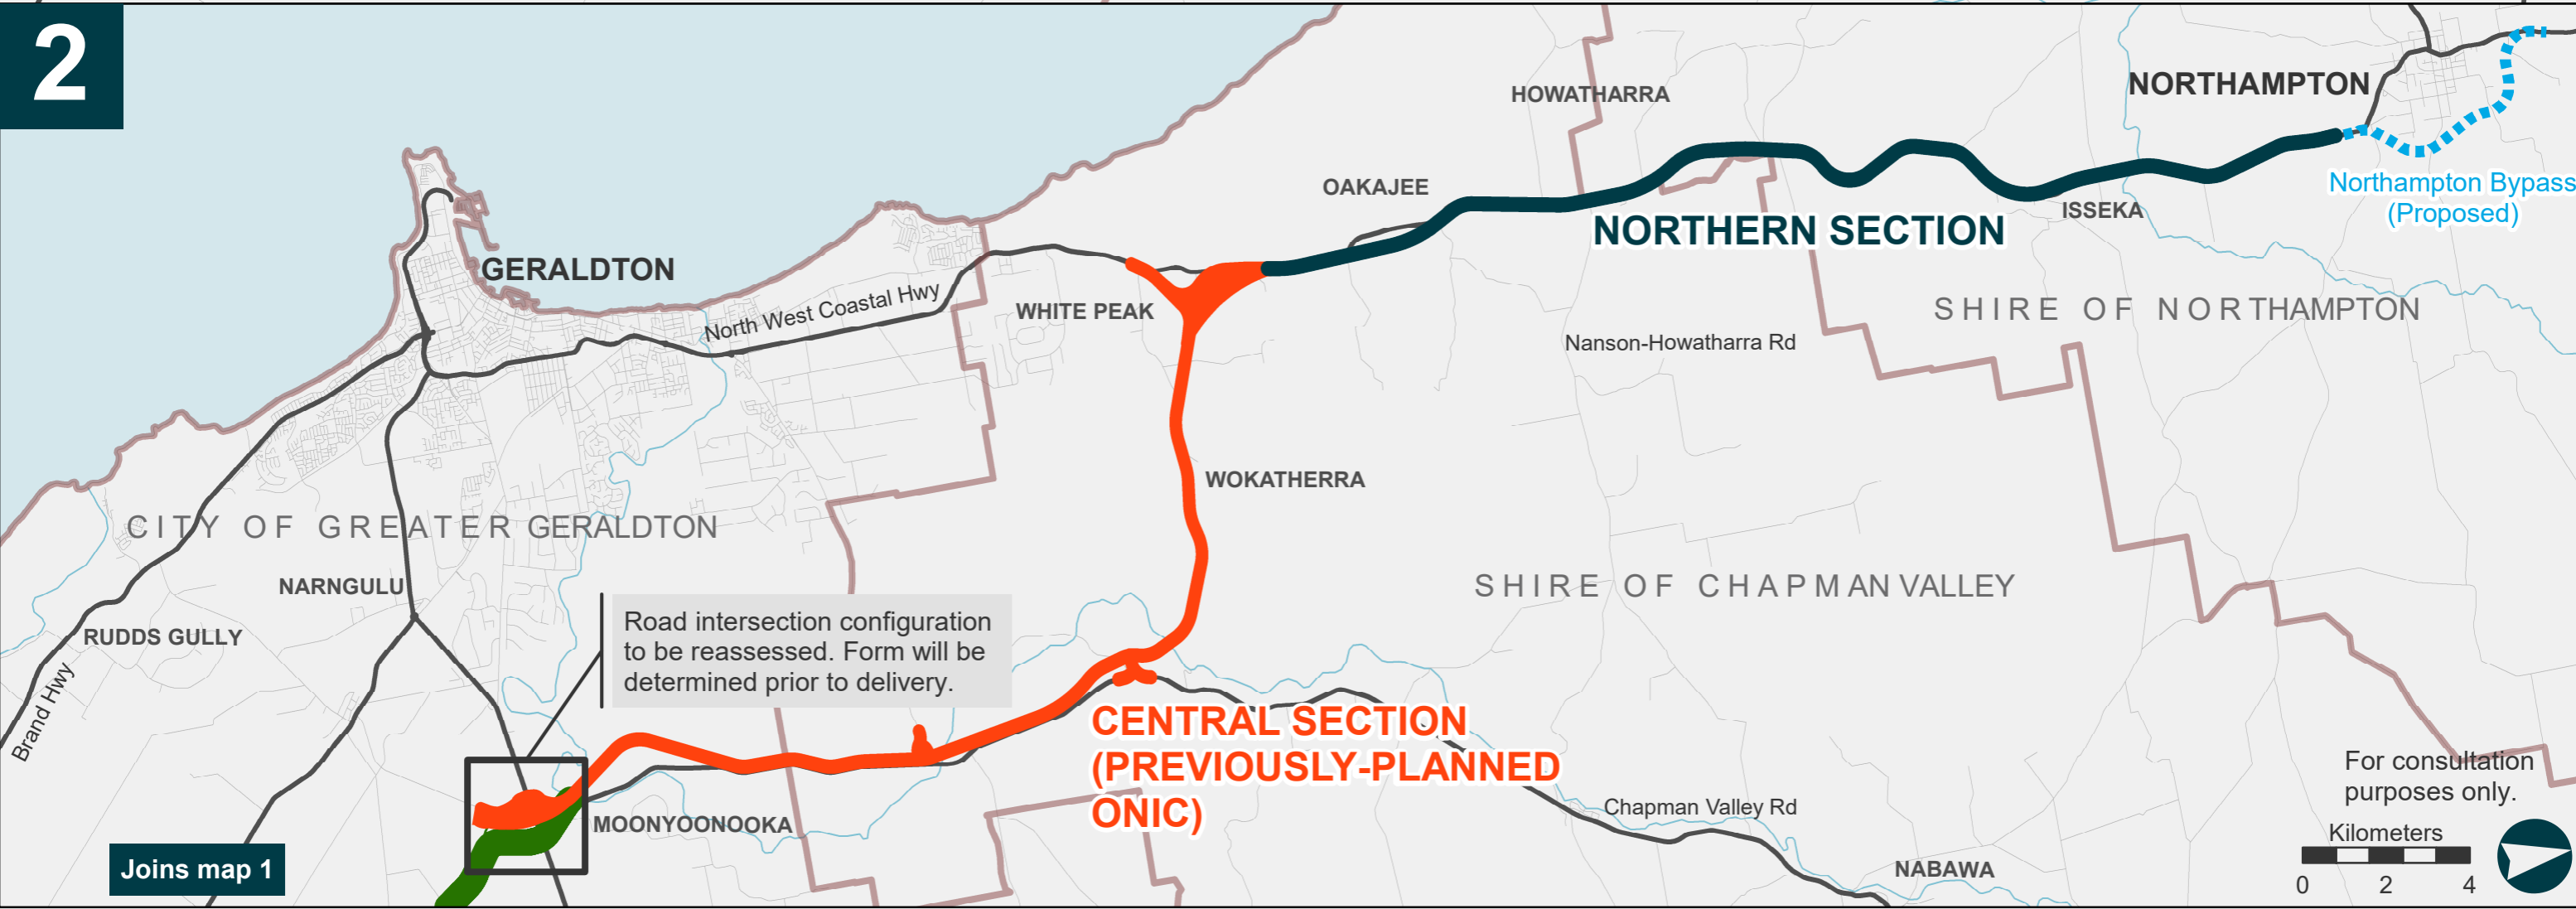 2
HOWATHARRA
NORTHAMPTON
OAKAJEE
Northampton Bypass
(Proposed)
ISSEKA
NORTHERN SECTION
GERALDTON
North West Coastal Hwy
WHITE PEAK
SHIRE OF NORTHAMPTON
Nanson-Howatharra Rd
WOKATHERRA
CITY OF GREATER GERALDTON
NARNGULU
SHIRE OF CHAPMAN VALLEY
RUDDS GULLY
Road intersection configuration
to be reassessed. Form will be
determined prior to delivery.
Brand Hwy
CENTRAL SECTION
(PREVIOUSLY-PLANNED
ONIC)
For consultation
purposes only.
Chapman Valley Rd
MOONYOONOOKA
Kilometers
0 2 4
Joins map 1
NABAWA